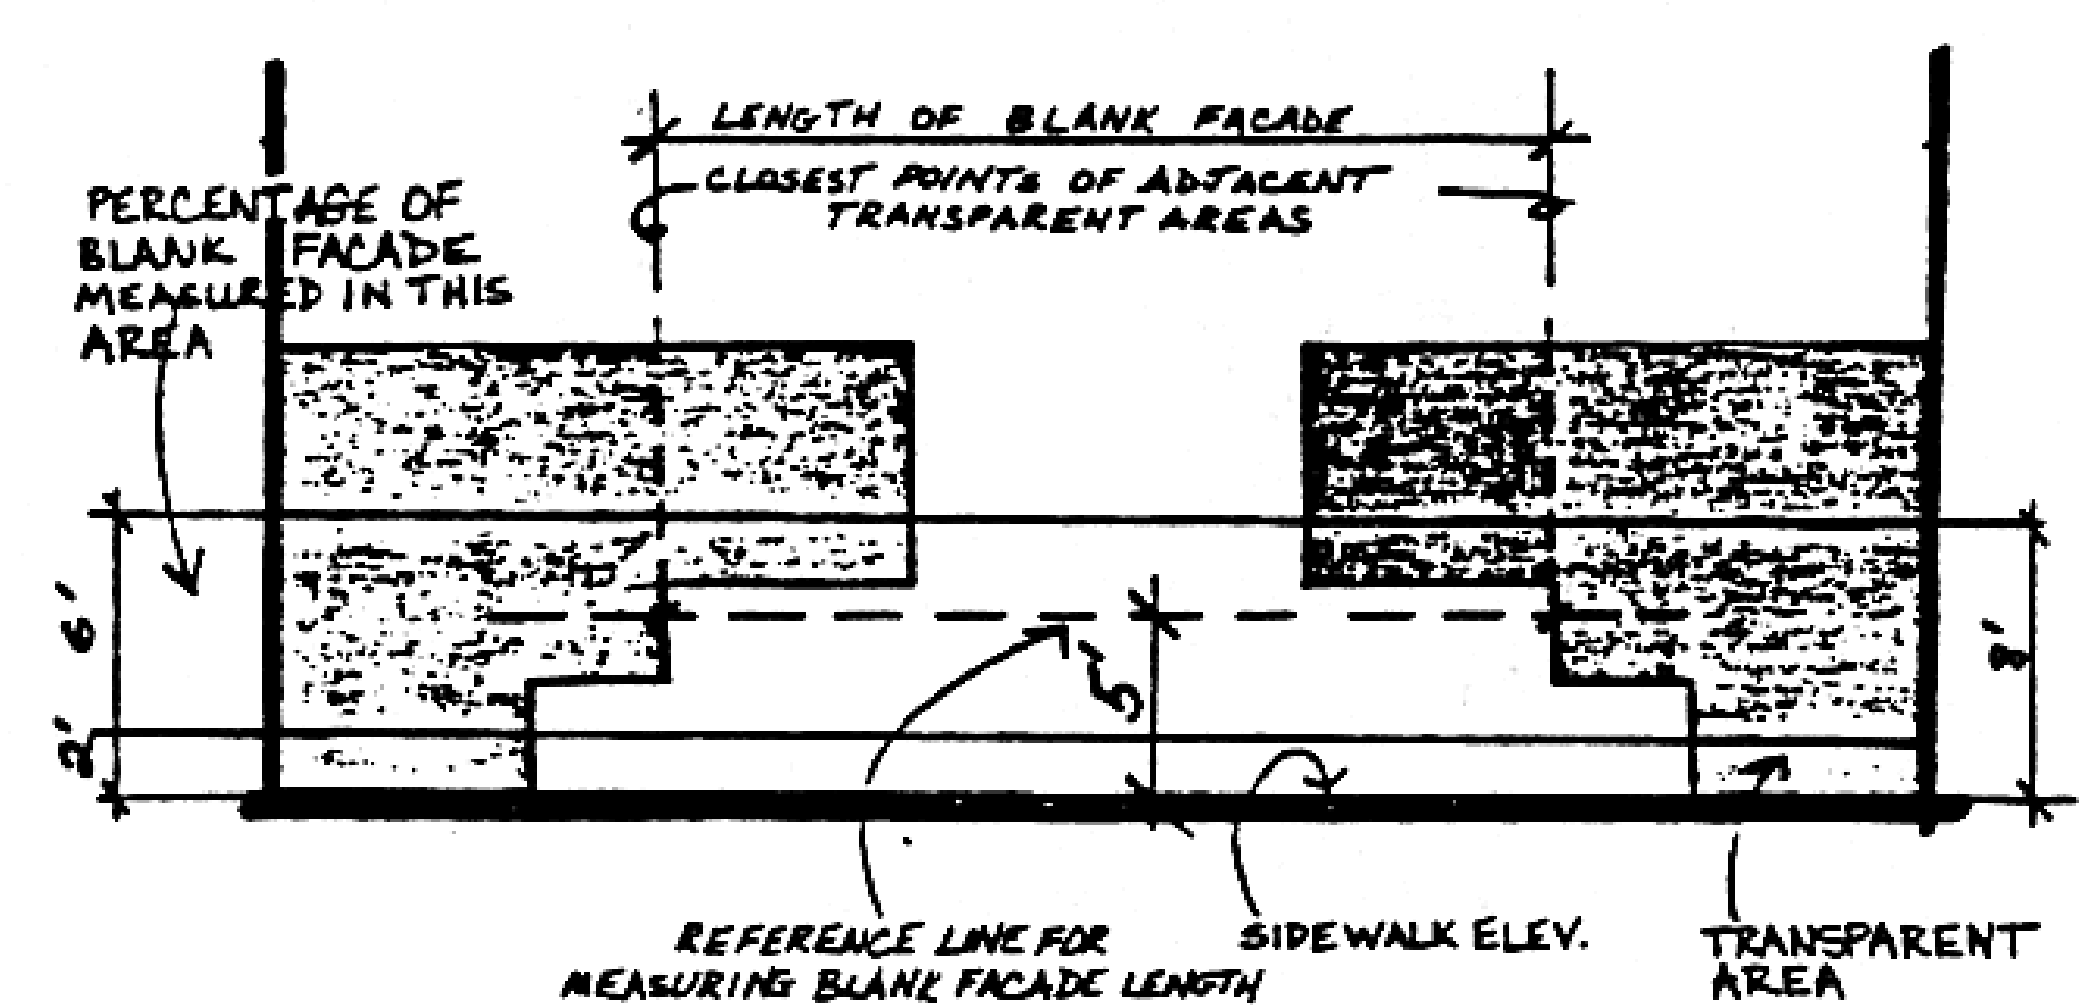 LENGTH OF BLANK FACADE
CLOSEST POINTS OF ADJACENT
TRANSPARENT AREAS
PERCENTAGE OF
BLANK FACADE
MEASURED IN THIS
AREA
6'
2'
5'
8'
REFERENCE LINE FOR
MEASURING BLANK FACADE LENGTH
SIDEWALK ELEV.
TRANSPARENT
AREA